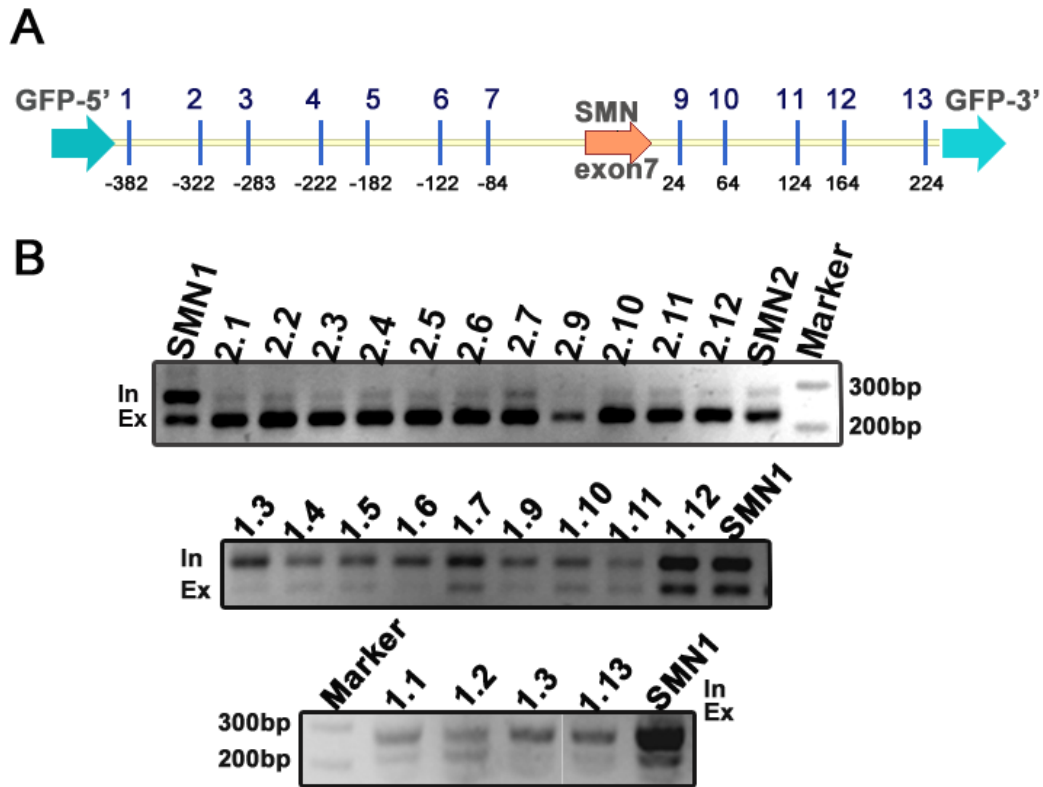 A
GFP-5’ 1 2 3 4 5 6 7 SMN exon7 9 10 11 12 13 GFP-3’
-382 -322 -283 -222 -182 -122 -84 24 64 124 164 224
B
SMN1 2.1 2.2 2.3 2.4 2.5 2.6 2.7 2.9 2.10 2.11 2.12 SMN2 Marker
In 300bp
Ex 200bp
1.3 1.4 1.5 1.6 1.7 1.9 1.10 1.11 1.12 SMN1
In
Ex
Marker 1.1 1.2 1.3 1.13 SMN1
In
Ex
300bp
200bp